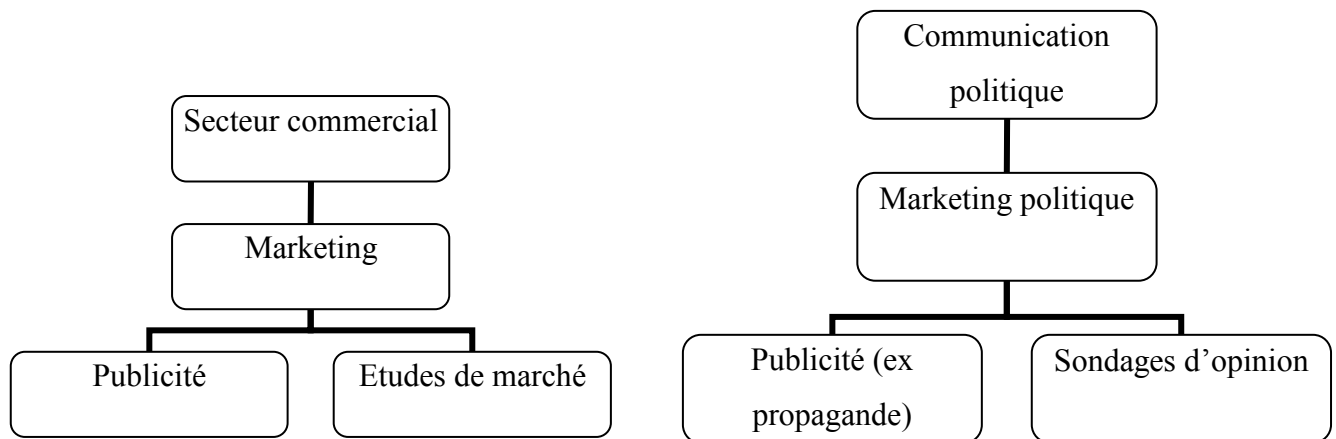 Secteur commercial
Marketing
Publicité
Etudes de marché
Communication
politique
Marketing politique
Publicité (ex
propagande)
Sondages d’opinion